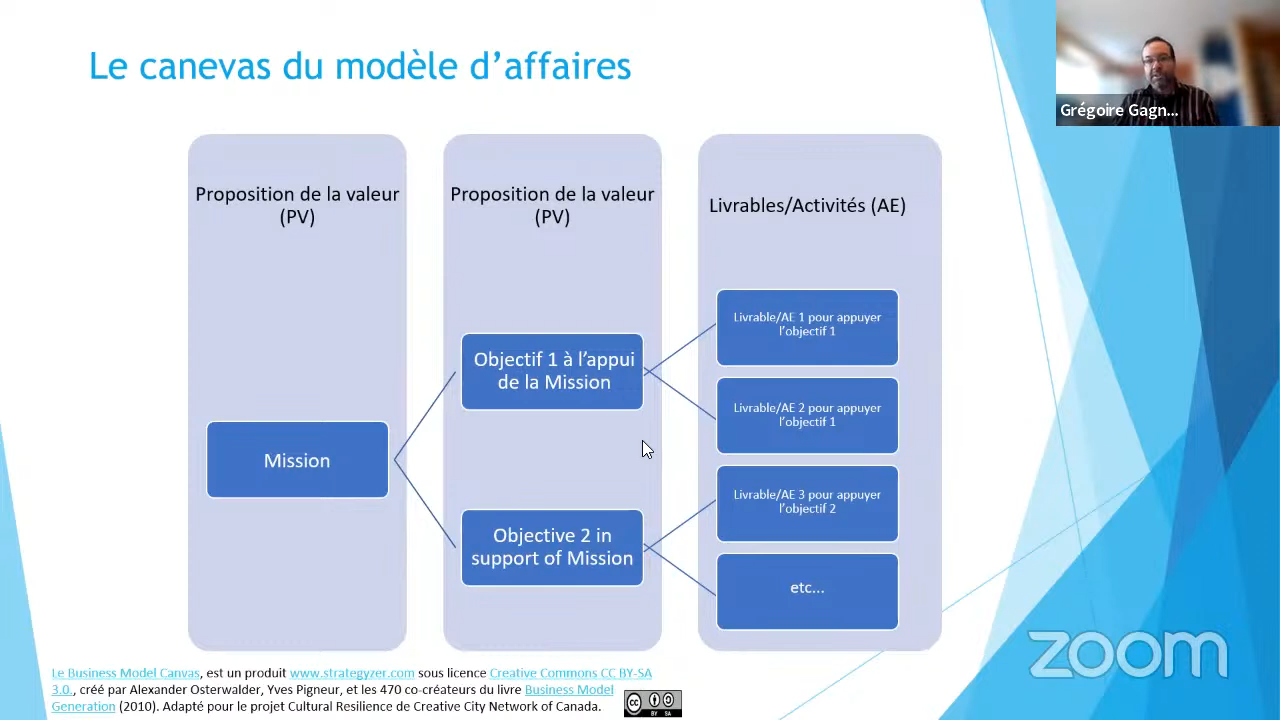 Le canevas du modèle d’affaires
Grégoire Gagn...
Proposition de la valeur
(PV)
Proposition de la valeur
(PV)
Livrables/Activités (AE)
Mission
Objectif 1 à l’appui
de la Mission
Objective 2 in
support of Mission
Livrable/AE 1 pour appuyer
l’objectif 1
Livrable/AE 2 pour appuyer
l’objectif 1
Livrable/AE 3 pour appuyer
l’objectif 2
etc...
Le Business Model Canvas, est un produit www.strategyzer.com sous licence Creative Commons CC BY-SA
3.0., créé par Alexander Osterwalder, Yves Pigneur, et les 470 co-créateurs du livre Business Model
Generation (2010). Adapté pour le projet Cultural Resilience de Creative City Network of Canada.
cc
BY SA
zoom